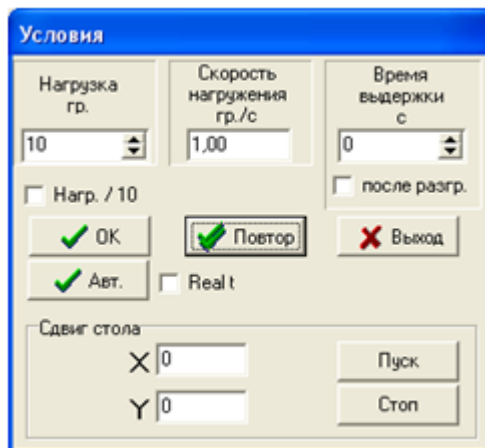 Условия
Нагрузка
гр.
10
Скорость
нагружения
гр./с
1,00
Время
выдержки
с
0
после разгр.
Нагр. / 10
ОК
Повтор
Выход
Авт.
Real t
Сдвиг стола
X 0
Пуск
Y 0
Стоп